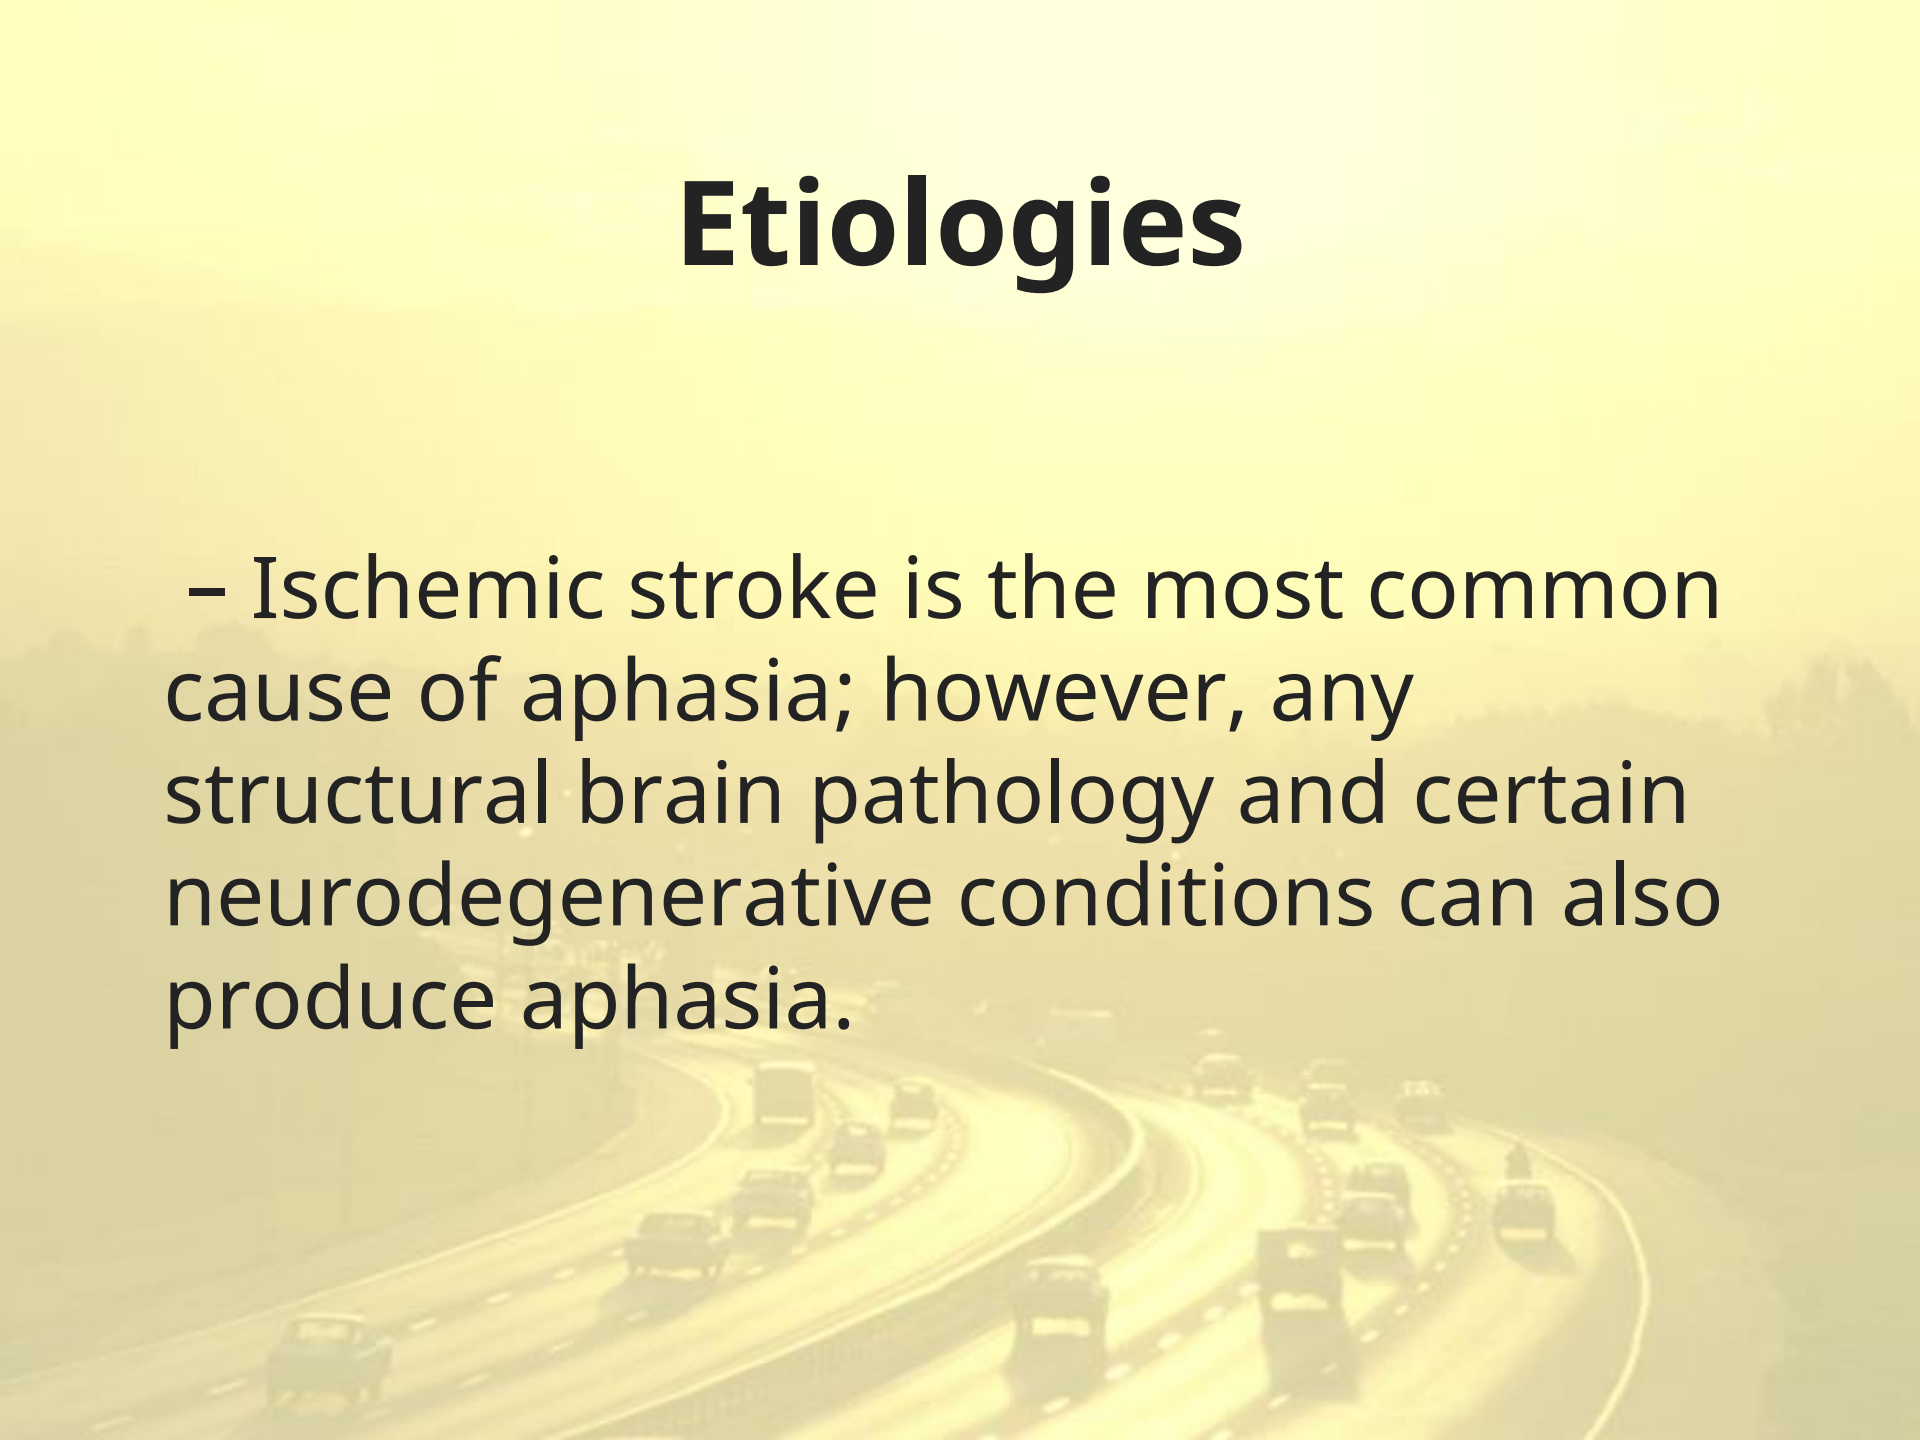 Etiologies
– Ischemic stroke is the most common
cause of aphasia; however, any
structural brain pathology and certain
neurodegenerative conditions can also
produce aphasia.